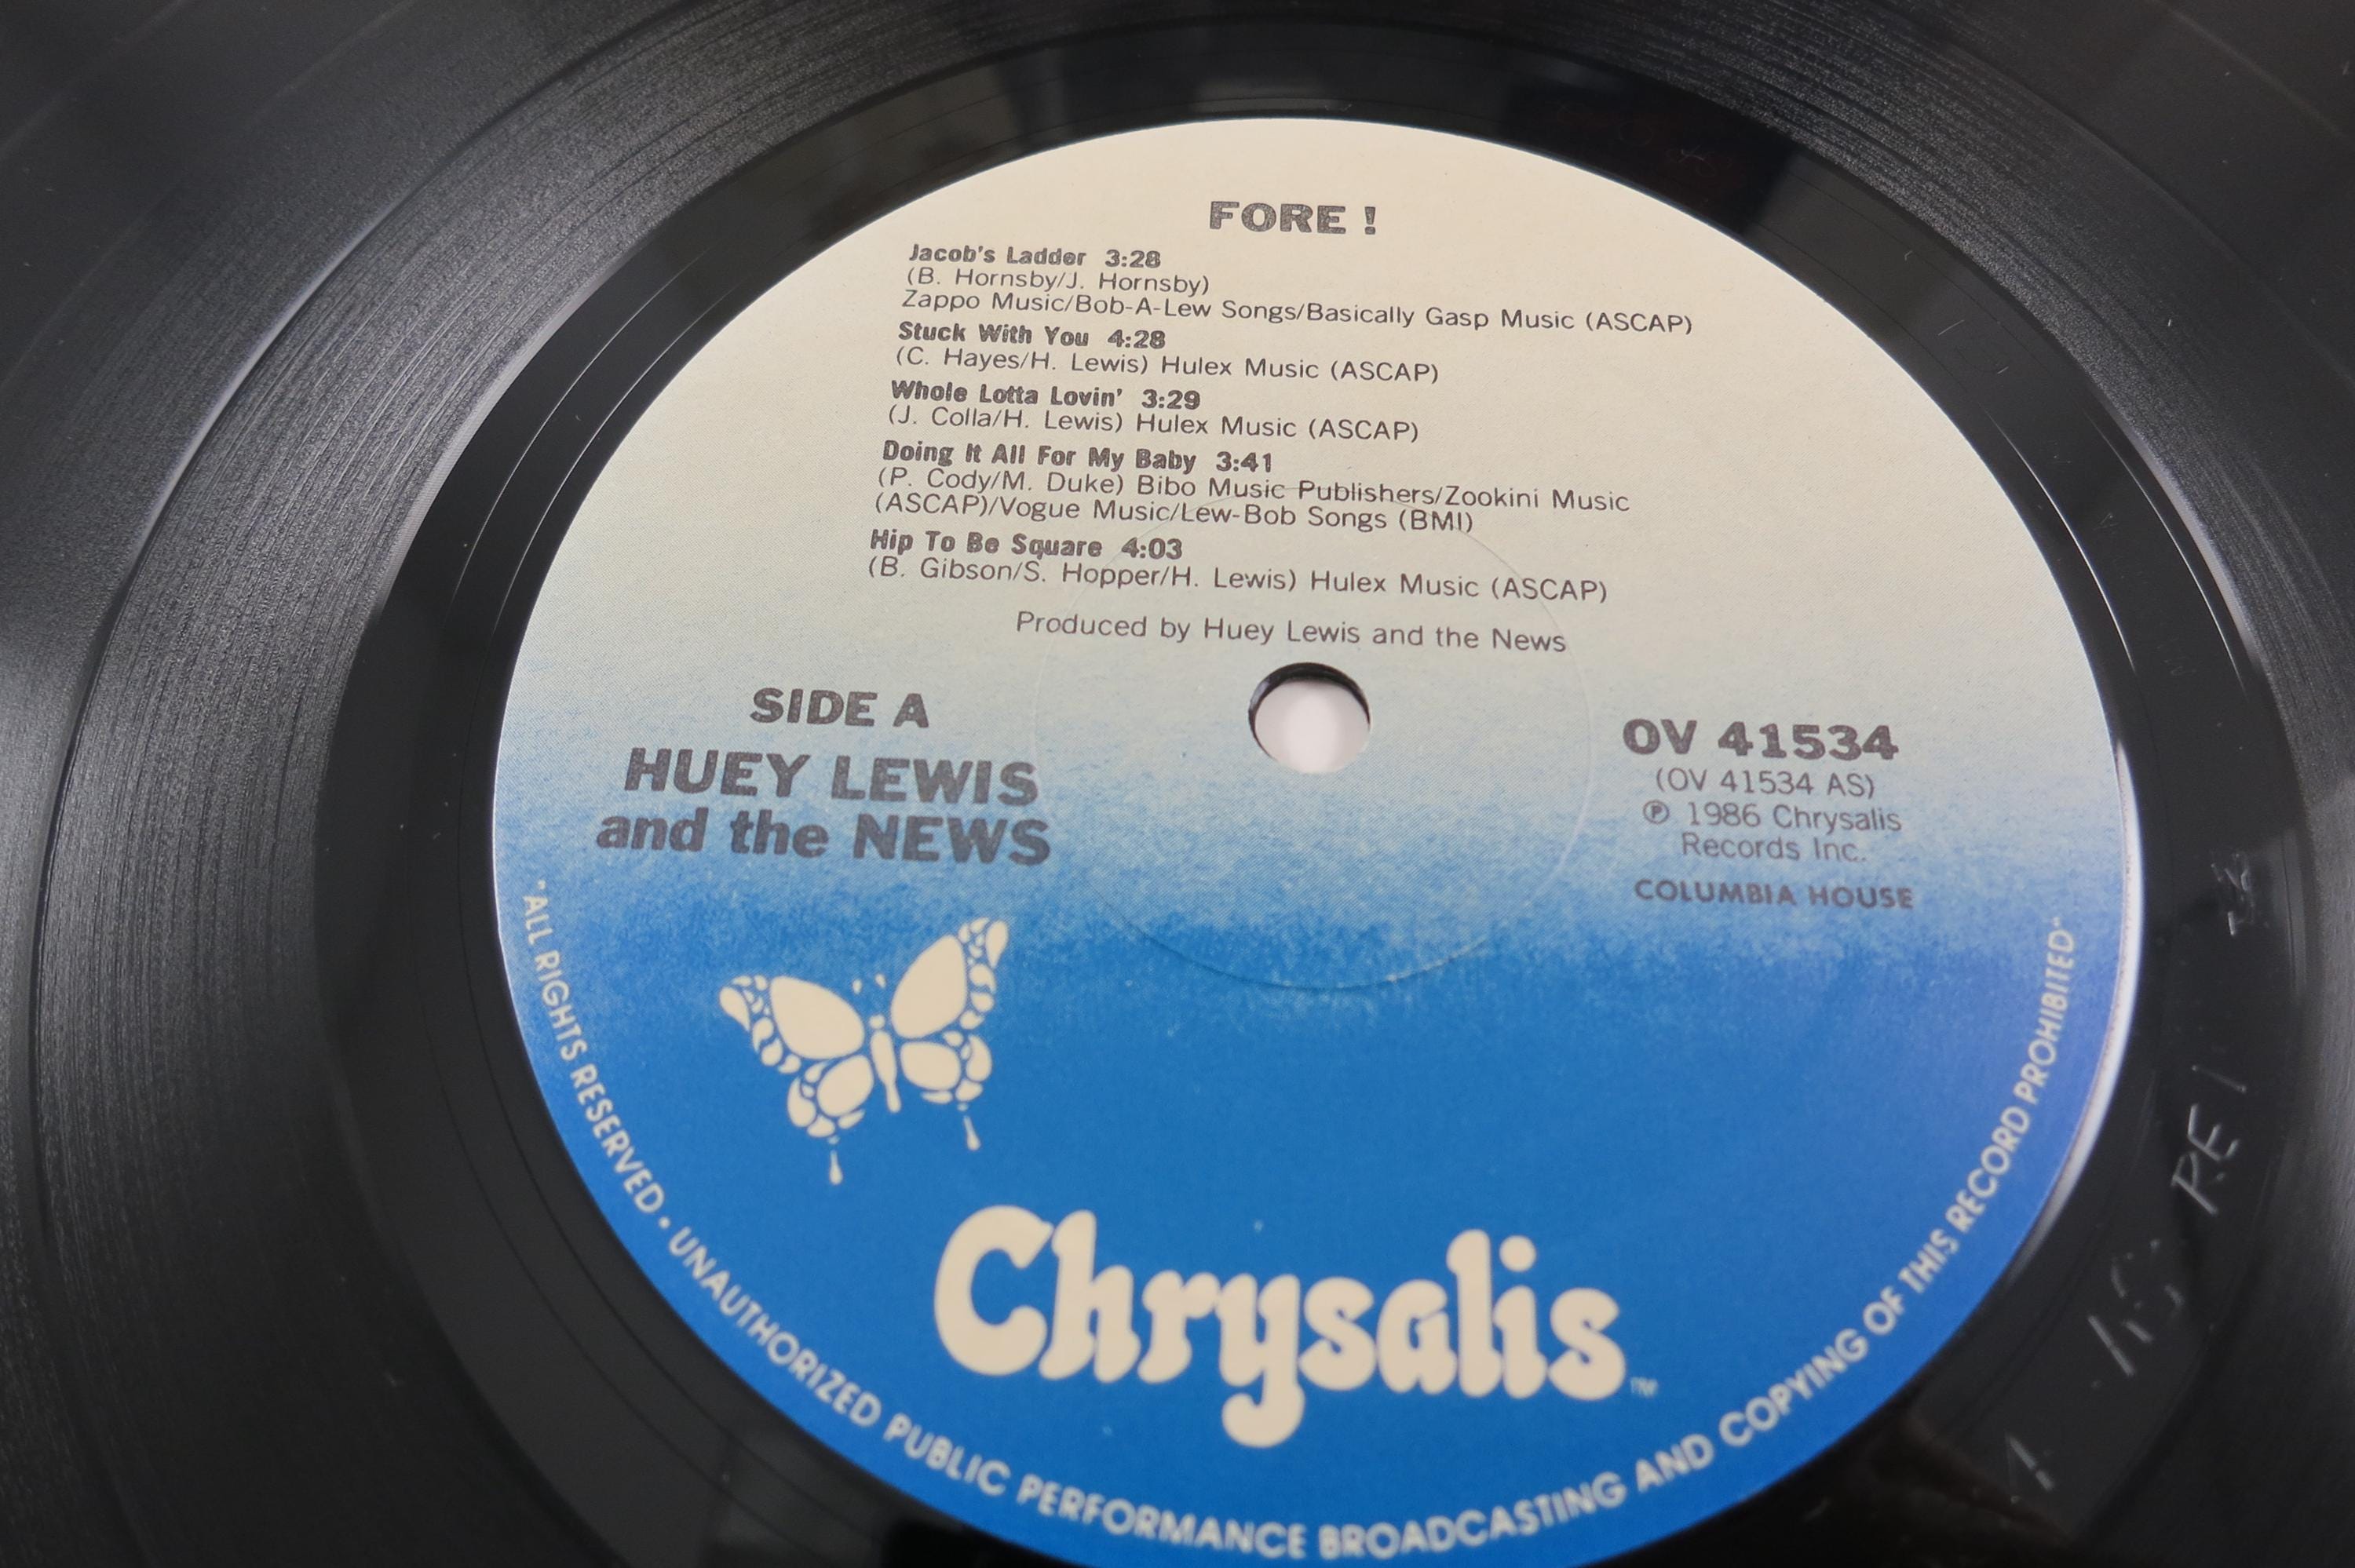 FORE !
Jacob's Ladder 3:28
(B. Hornsby/J. Hornsby)
Zappo Music/Bob-A-Lew Songs/Basically Gasp Music (ASCAP)
Stuck With You 4:28
(C. Hayes/H. Lewis) Hulex Music (ASCAP)
Whole Lotta Lovin' 3:29
(J. Colla/H. Lewis) Hulex Music (ASCAP)
Doing It All For My Baby 3:41
(P. Cody/M. Duke) Bibo Music Publishers/Zookini Music
(ASCAP)/Vogue Music/Lew-Bob Songs (BMI)
Hip To Be Square 4:03
(B. Gibson/S. Hopper/H. Lewis) Hulex Music (ASCAP)
Produced by Huey Lewis and the News
SIDE A
HUEY LEWIS
and the NEWS
OV 41534
(OV 41534 AS)
Ⓟ 1986 Chrysalis
Records Inc.
COLUMBIA HOUSE
Chrysalis™
"ALL RIGHTS RESERVED • UNAUTHORIZED PUBLIC PERFORMANCE BROADCASTING AND COPYING OF THIS RECORD PROHIBITED"